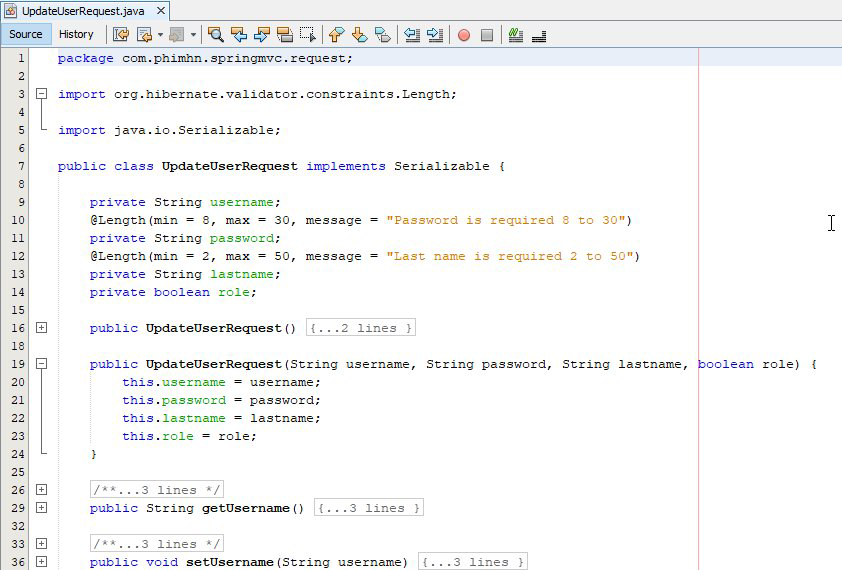 UpdateUserRequest.java
Source History
1 package com.phimhn.springmvc.request;
2
3 import org.hibernate.validator.constraints.Length;
4
5 import java.io.Serializable;
6
7 public class UpdateUserRequest implements Serializable {
8
9 private String username;
10 @Length(min = 8, max = 30, message = "Password is required 8 to 30")
11 private String password;
12 @Length(min = 2, max = 50, message = "Last name is required 2 to 50")
13 private String lastname;
14 private boolean role;
15
16 public UpdateUserRequest() {...2 lines }
18
19 public UpdateUserRequest(String username, String password, String lastname, boolean role) {
20 this.username = username;
21 this.password = password;
22 this.lastname = lastname;
23 this.role = role;
24 }
25
26 /**...3 lines */
29 public String getUsername() {...3 lines }
32
33 /**...3 lines */
36 public void setUsername(String username) {...3 lines }